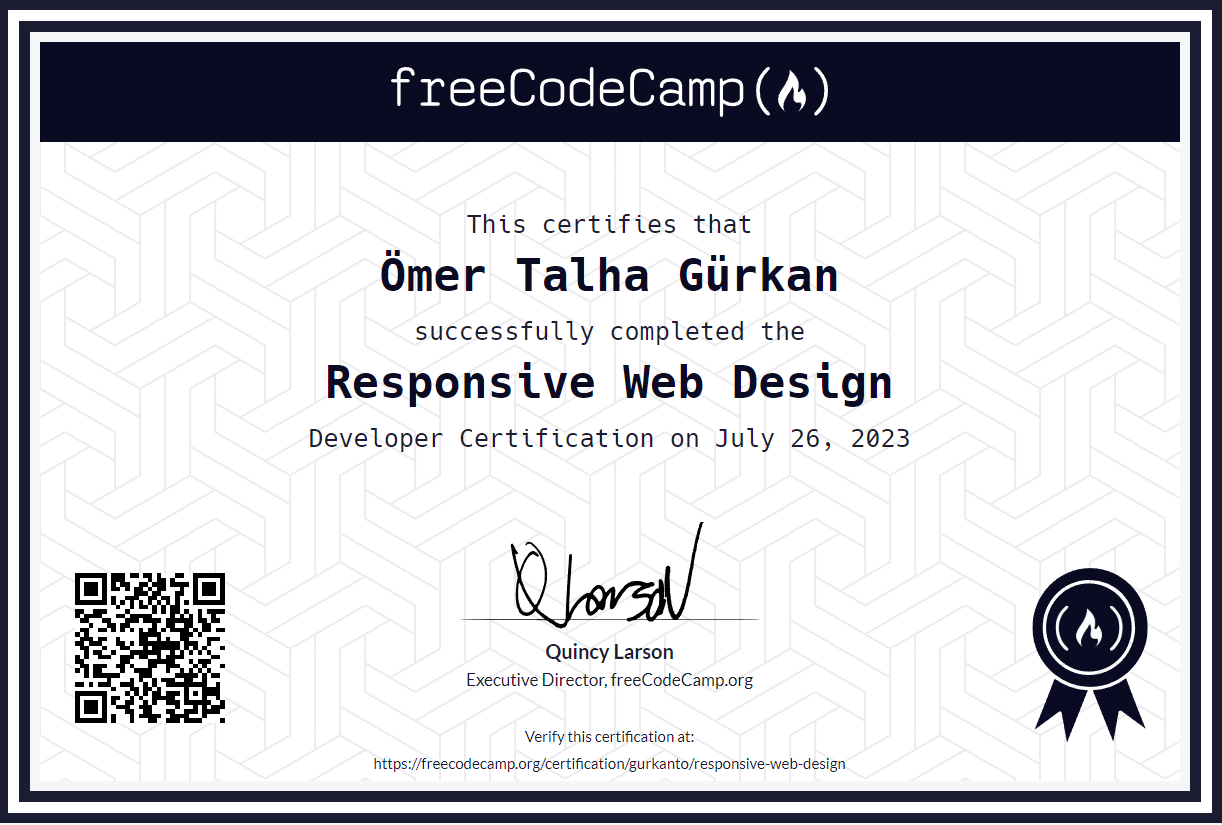 freeCodeCamp
This certifies that
Ömer Talha Gürkan
successfully completed the
Responsive Web Design
Developer Certification on July 26, 2023
Q Larson
Quincy Larson
Executive Director, freeCodeCamp.org
Verify this certification at:
https://freecodecamp.org/certification/gurkanto/responsive-web-design